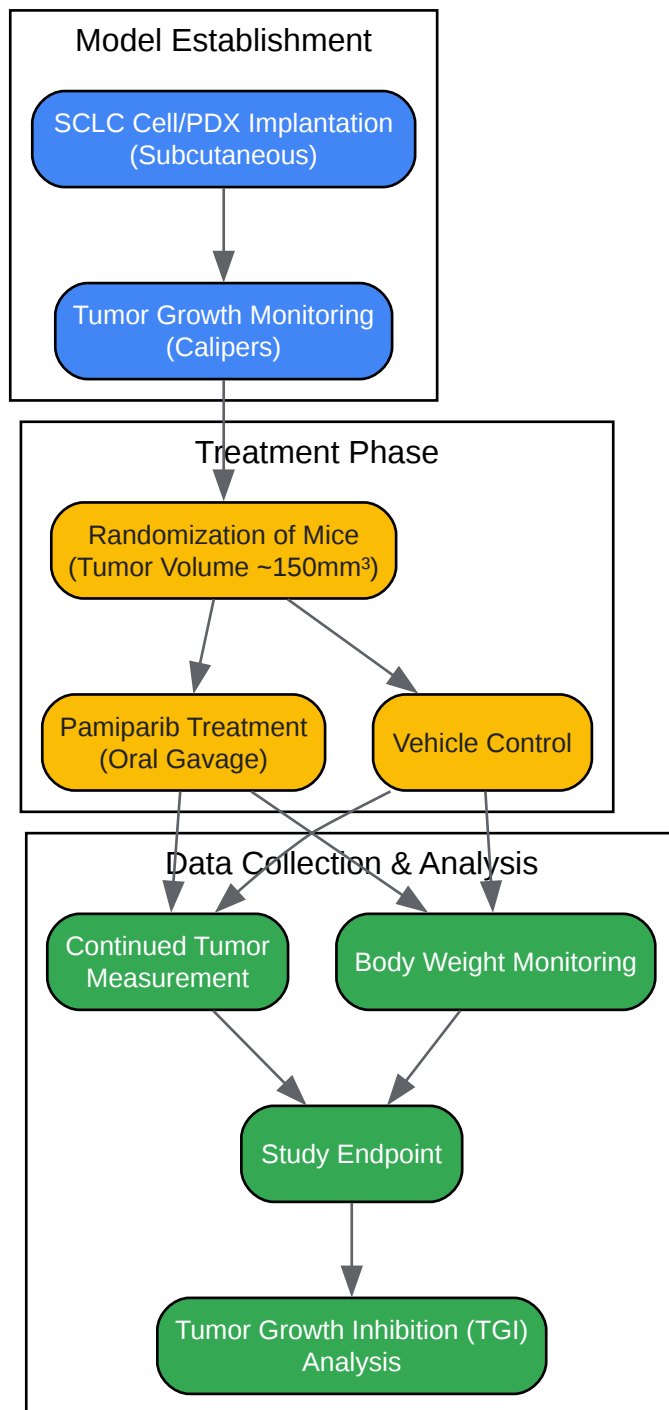 Model Establishment
SCLC Cell/PDX Implantation
(Subcutaneous)
Tumor Growth Monitoring
(Calipers)
Treatment Phase
Randomization of Mice
(Tumor Volume ~150mm³)
Pamiparib Treatment
(Oral Gavage)
Vehicle Control
Data Collection & Analysis
Continued Tumor
Measurement
Body Weight Monitoring
Study Endpoint
Tumor Growth Inhibition (TGI)
Analysis